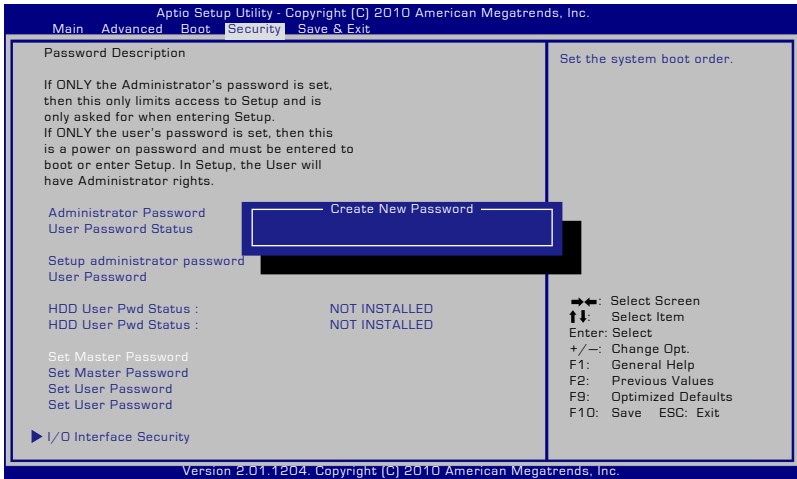 Aptio Setup Utility - Copyright (C) 2010 American Megatrends, Inc.
Main Advanced Boot Security Save & Exit
Password Description
If ONLY the Administrator's password is set,
then this only limits access to Setup and is
only asked for when entering Setup.
If ONLY the user's password is set, then this
is a power on password and must be entered to
boot or enter Setup. In Setup, the User will
have Administrator rights.
Administrator Password
User Password Status
Create New Password
Setup administrator password
User Password
HDD User Pwd Status : NOT INSTALLED
HDD User Pwd Status : NOT INSTALLED
Set Master Password
Set Master Password
Set User Password
Set User Password
I/O Interface Security
Set the system boot order.
→←: Select Screen
↑↓: Select Item
Enter: Select
+/—: Change Opt.
F1: General Help
F2: Previous Values
F9: Optimized Defaults
F10: Save ESC: Exit
Version 2.01.1204. Copyright (C) 2010 American Megatrends, Inc.